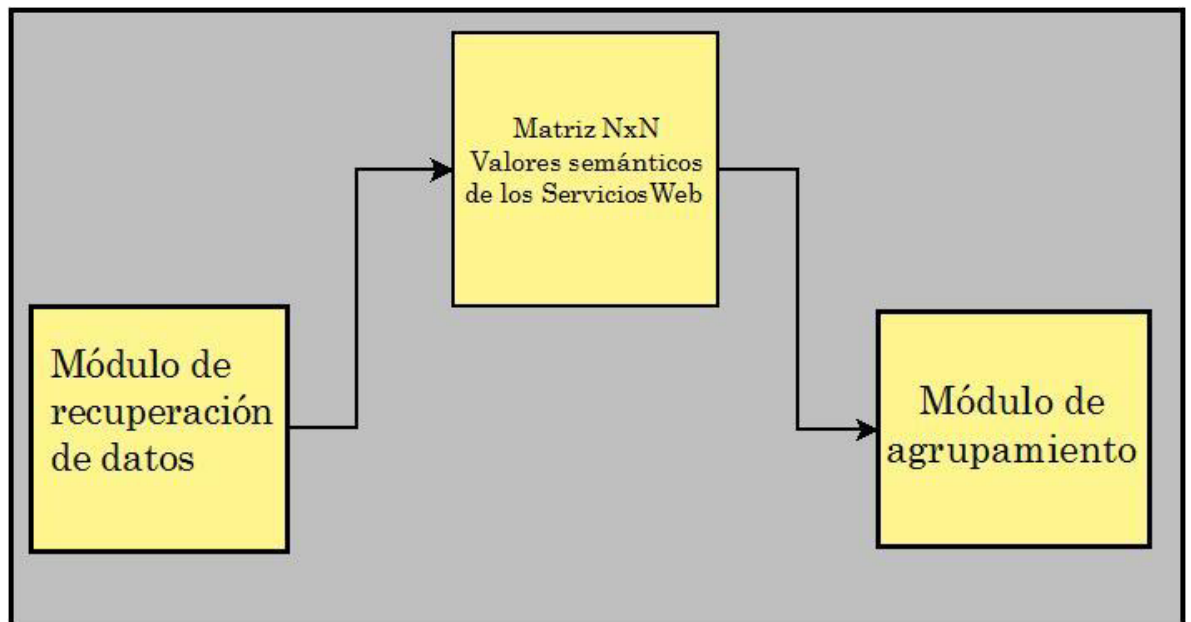 Matriz NxN
Valores semánticos
de los ServiciosWeb
Módulo de
recuperación
de datos
Módulo de
agrupamiento